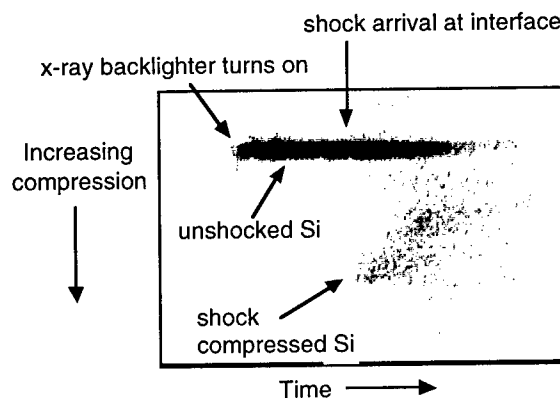 shock arrival at interface
x-ray backlighter turns on
Increasing
compression
unshocked Si
shock
compressed Si
Time